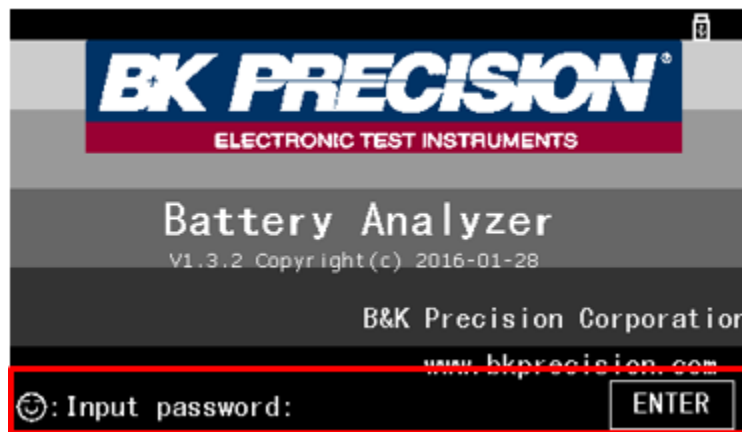 BK PRECISION®
ELECTRONIC TEST INSTRUMENTS
Battery Analyzer
V1.3.2 Copyright(c) 2016-01-28
B&K Precision Corporation
www.bkprecision.com
:Input password:
ENTER